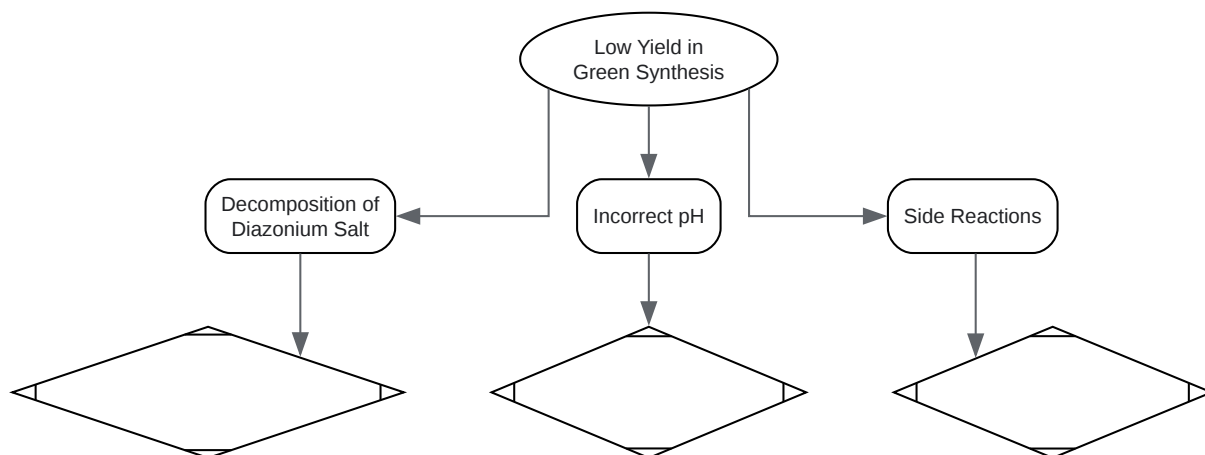 Low Yield in
Green Synthesis
Decomposition of
Diazonium Salt
Incorrect pH
Side Reactions